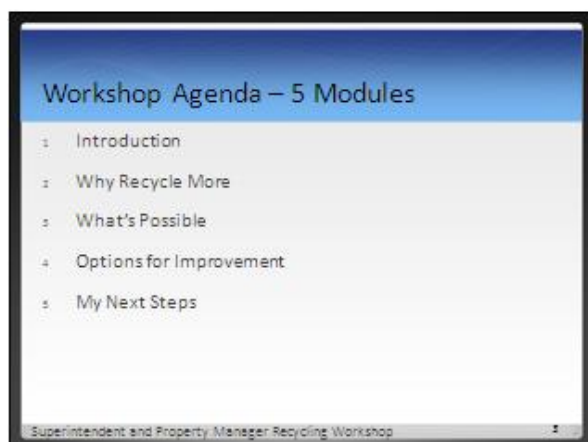 Workshop Agenda – 5 Modules
1 Introduction
2 Why Recycle More
3 What's Possible
4 Options for Improvement
5 My Next Steps
Superintendent and Property Manager Recycling Workshop